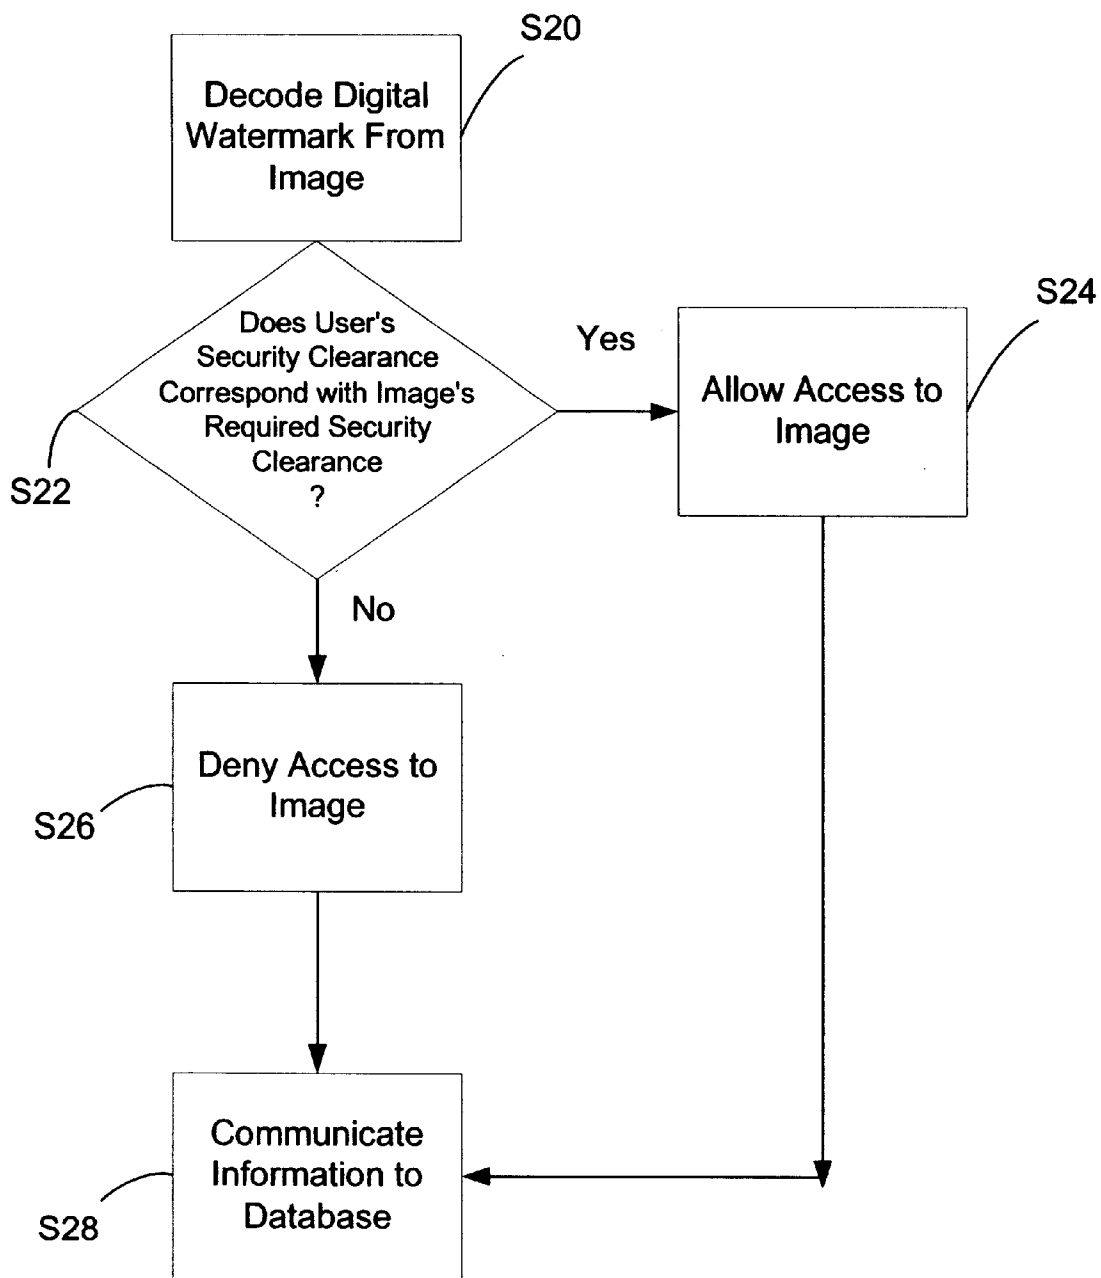 S20
Decode Digital
Watermark From
Image
Does User's
Security Clearance
Correspond with Image's
Required Security
Clearance
?
S22
Yes
S24
Allow Access to
Image
No
Deny Access to
Image
S26
Communicate
Information to
Database
S28